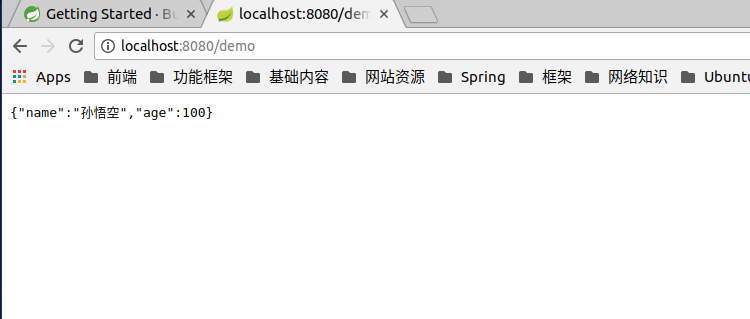 Getting Started · Bu
localhost:8080/dem
localhost:8080/demo
Apps 前端 功能框架 基础内容 网站资源 Spring 框架 网络知识 Ubuntu
{"name":"孙悟空","age":100}